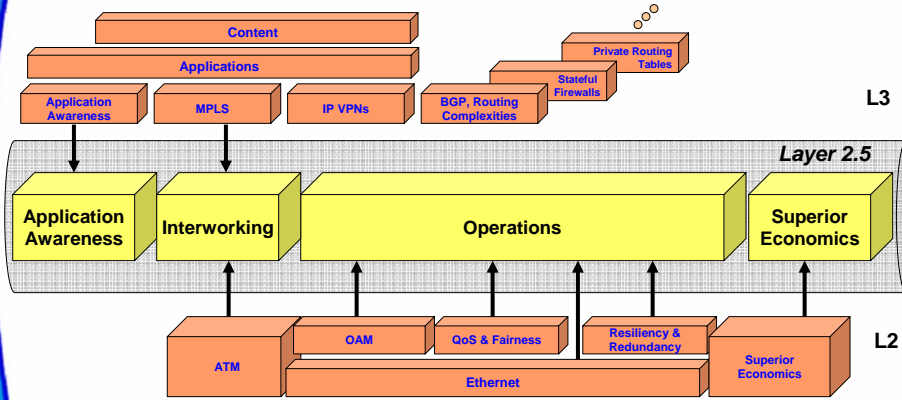 Content
Applications
Private Routing
Tables
Stateful
Firewalls
Application
Awareness
MPLS
IP VPNs
BGP, Routing
Complexities
L3
Layer 2.5
Application
Awareness
Interworking
Operations
Superior
Economics
ATM
OAM
QoS & Fairness
Resiliency &
Redundancy
L2
Superior
Economics
Ethernet